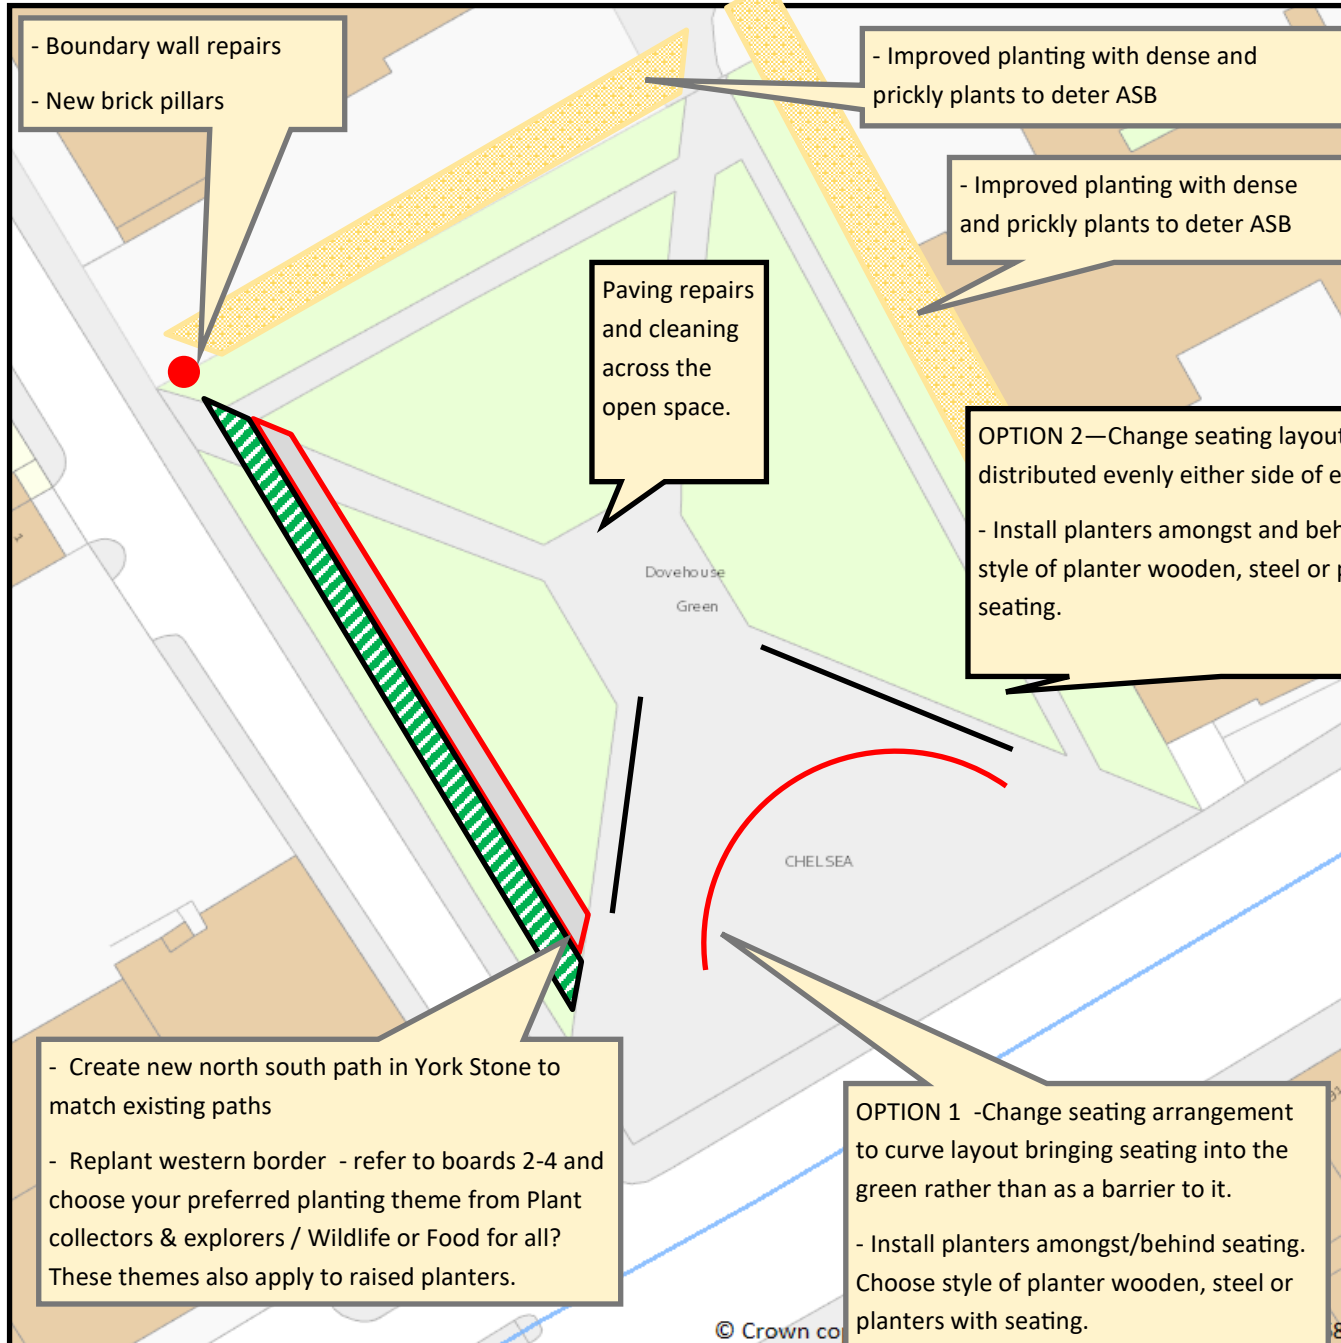 - Boundary wall repairs
- New brick pillars
- Improved planting with dense and
prickly plants to deter ASB
- Improved planting with dense
and prickly plants to deter ASB
Paving repairs
and cleaning
across the
open space.
OPTION 2—Change seating layout
distributed evenly either side of
- Install planters amongst and
style of planter wooden, steel or
seating.
Dovehouse
Green
CHELSEA
1
- Create new north south path in York Stone to
match existing paths
- Replant western border - refer to boards 2-4 and
choose your preferred planting theme from Plant
collectors & explorers / Wildlife or Food for all?
These themes also apply to raised planters.
OPTION 1 -Change seating arrangement
to curve layout bringing seating into the
green rather than as a barrier to it.
- Install planters amongst/behind seating.
Choose style of planter wooden, steel or
planters with seating.
© Crown